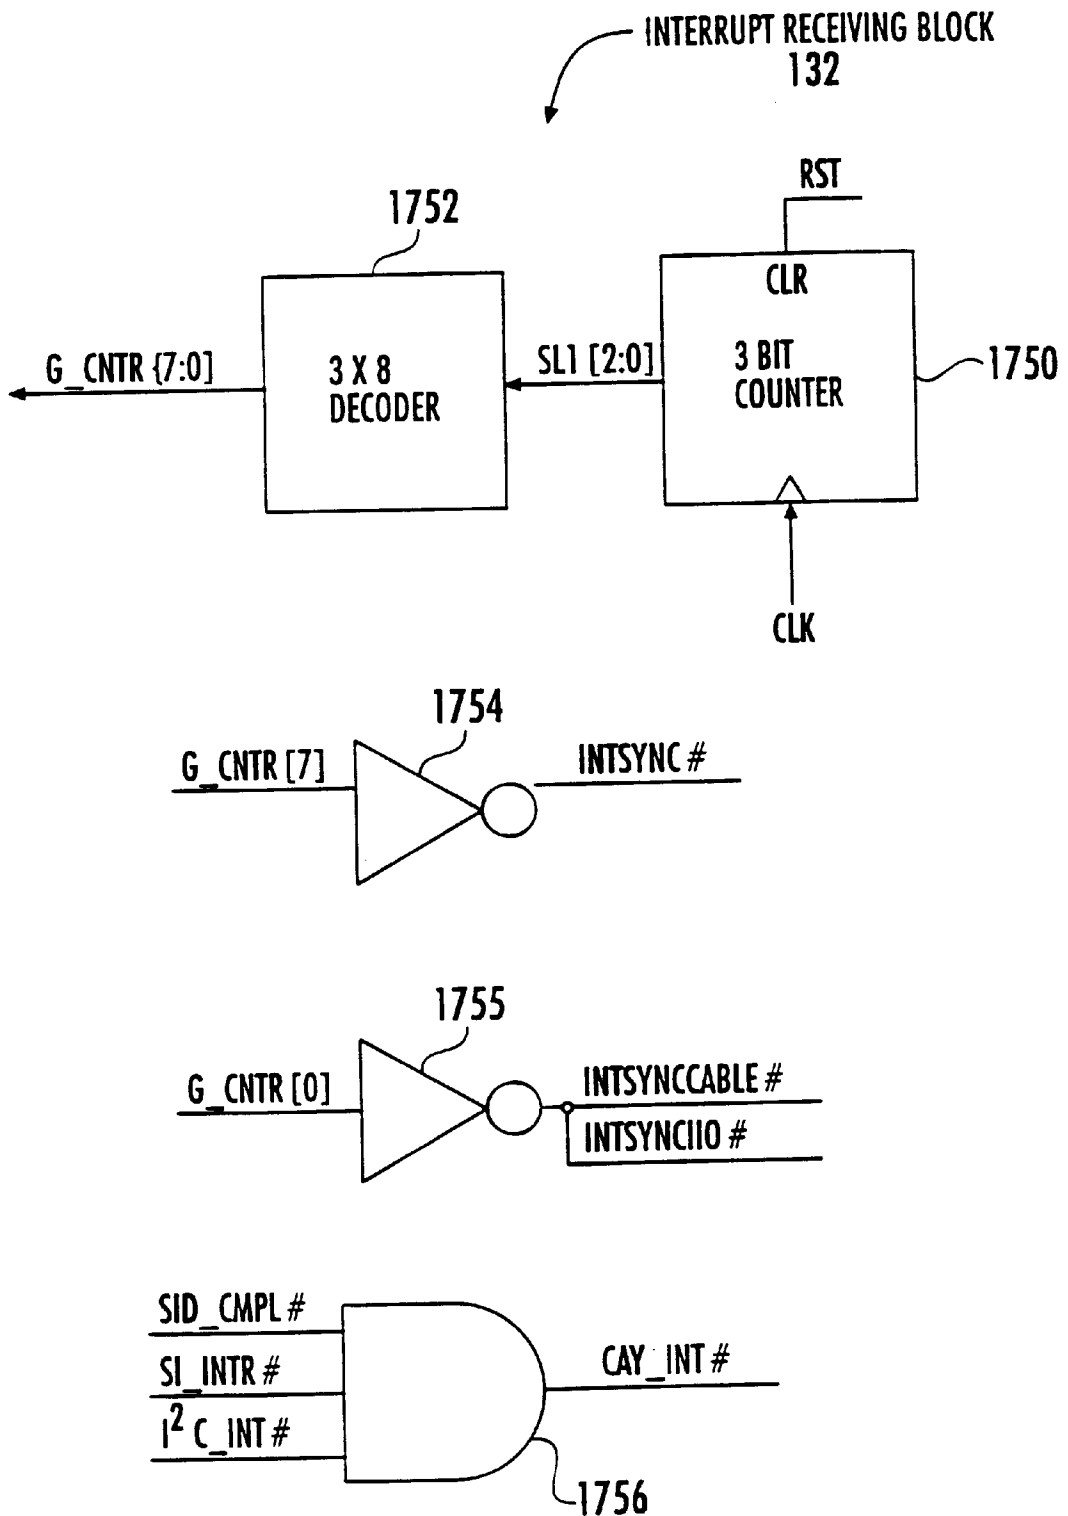 INTERRUPT RECEIVING BLOCK
132
RST
1752
CLR
G_CNTR {7:0]
3 X 8
DECODER
SL1 [2:0]
3 BIT
COUNTER
1750
CLK
1754
G_CNTR [7]
INTSYNC #
1755
G_CNTR [0]
INTSYNCCABLE #
INTSYNCIIO #
SID_CMPL #
SI_INTR #
I² C_INT #
CAY_INT #
1756